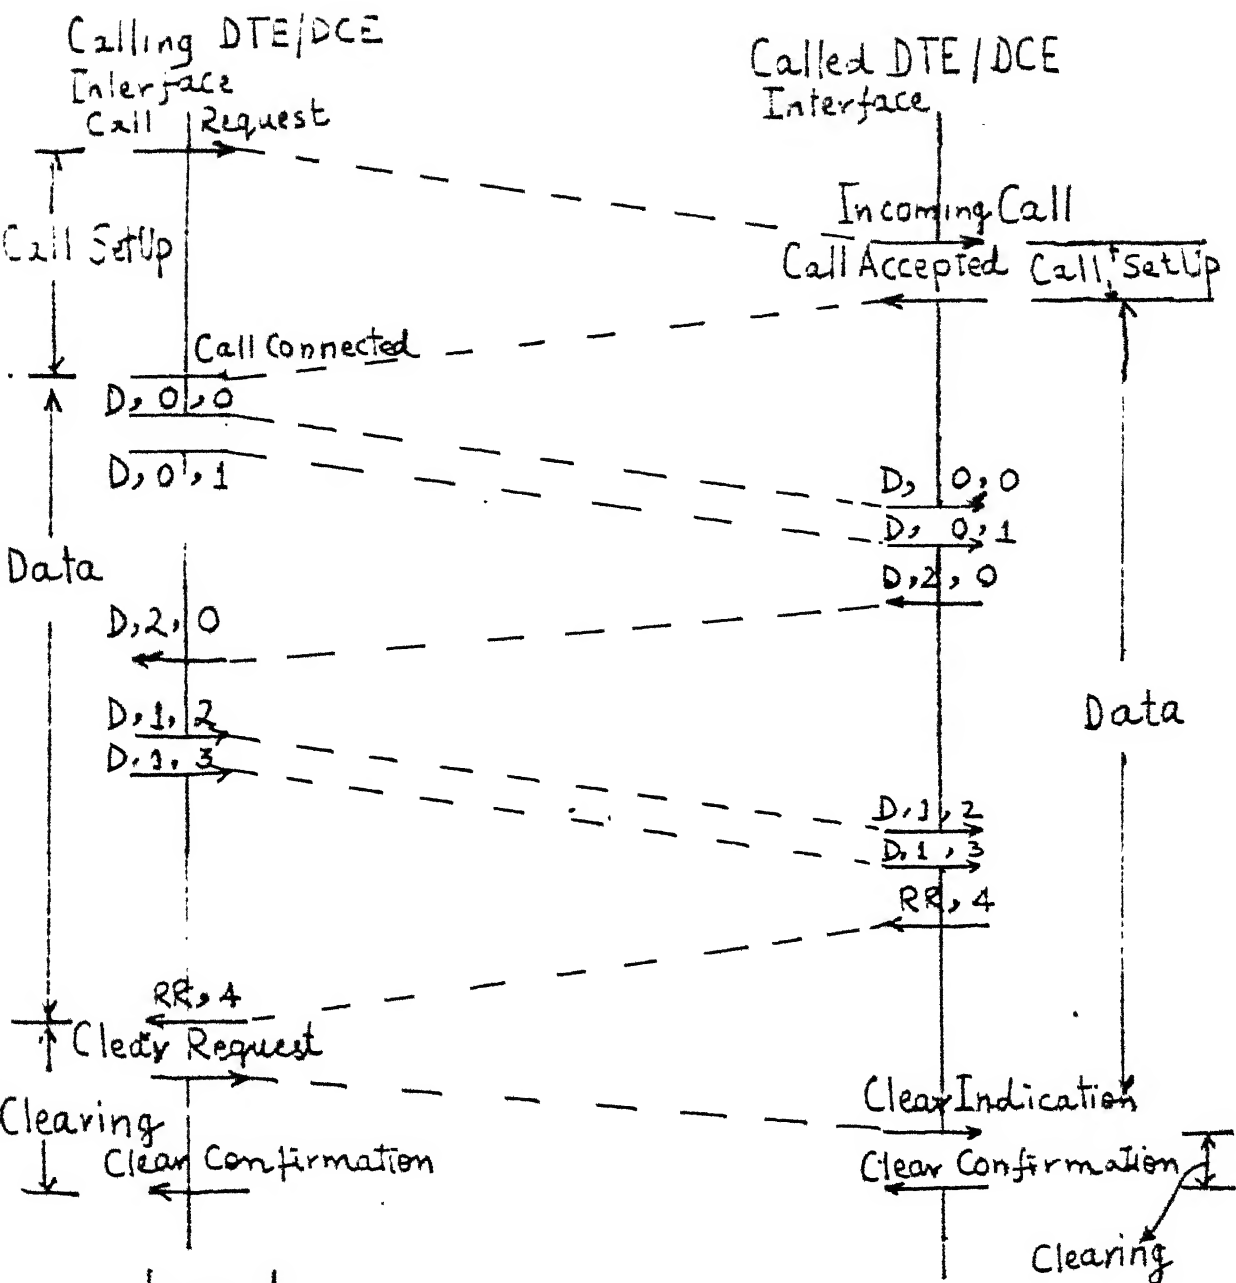 Calling DTE/DCE
Interface
Called DTE/DCE
Interface
Call Request
Incoming Call
Call SetUp
Call Accepted
Call SetUp
Call Connected
D, 0, 0
D, 0, 1
D, 0, 0
D, 0, 1
Data
D, 2, 0
D, 2, 0
D, 1, 2
D, 1, 3
Data
D, 1, 2
D, 1, 3
RR, 4
RR, 4
Clear Request
Clear Indication
Clearing
Clear Confirmation
Clear Confirmation
Clearing